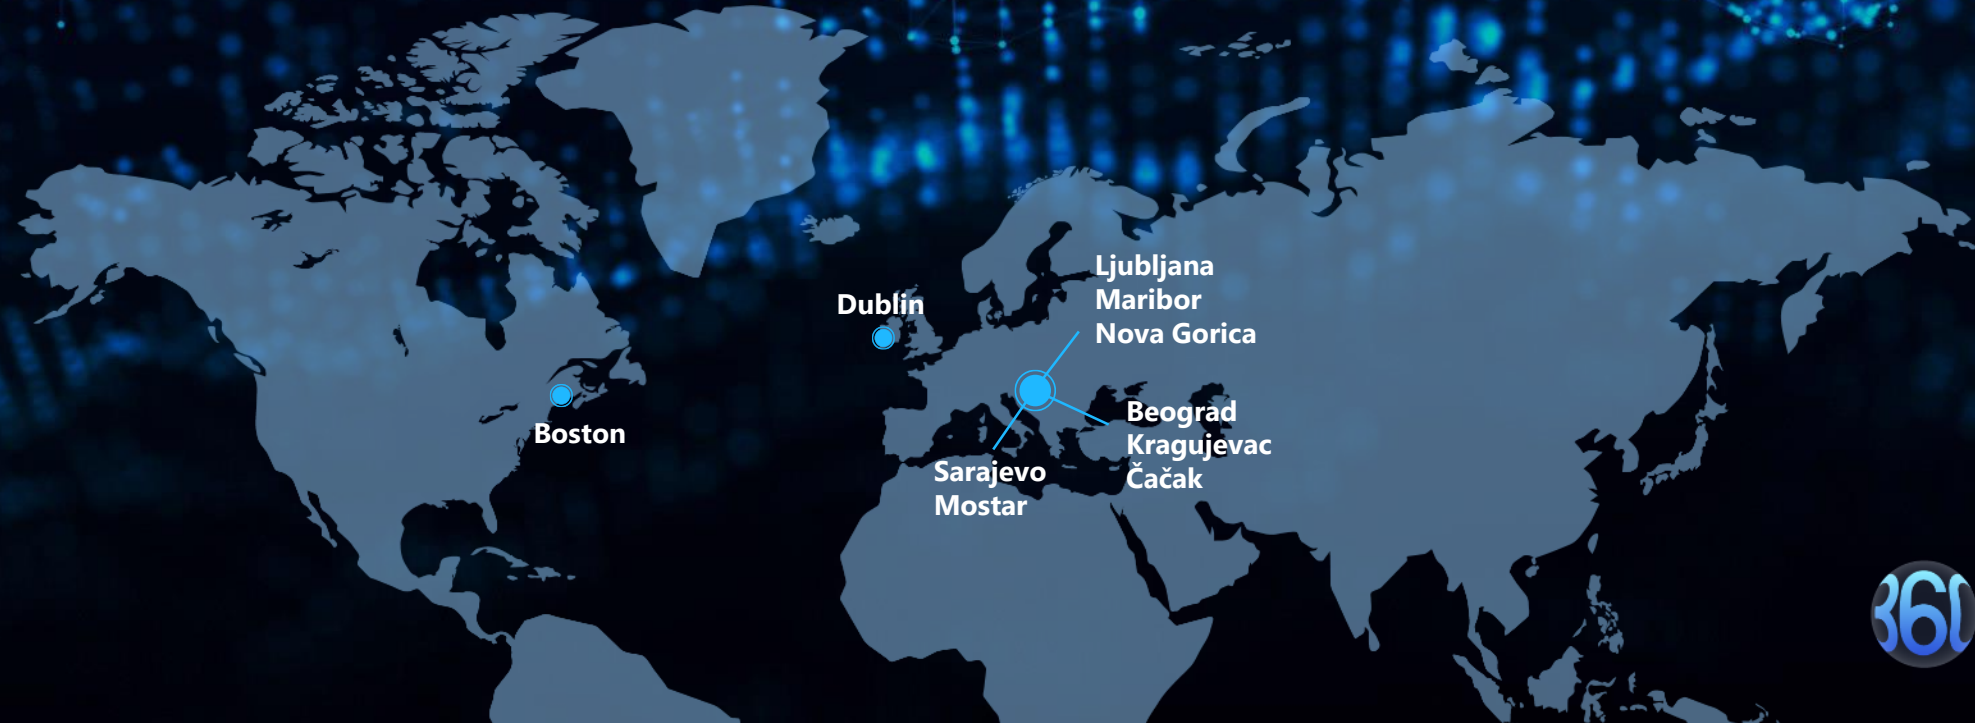 Ljubljana
Maribor
Nova Gorica
Dublin
Boston
Beograd
Kragujevac
Čačak
Sarajevo
Mostar
360